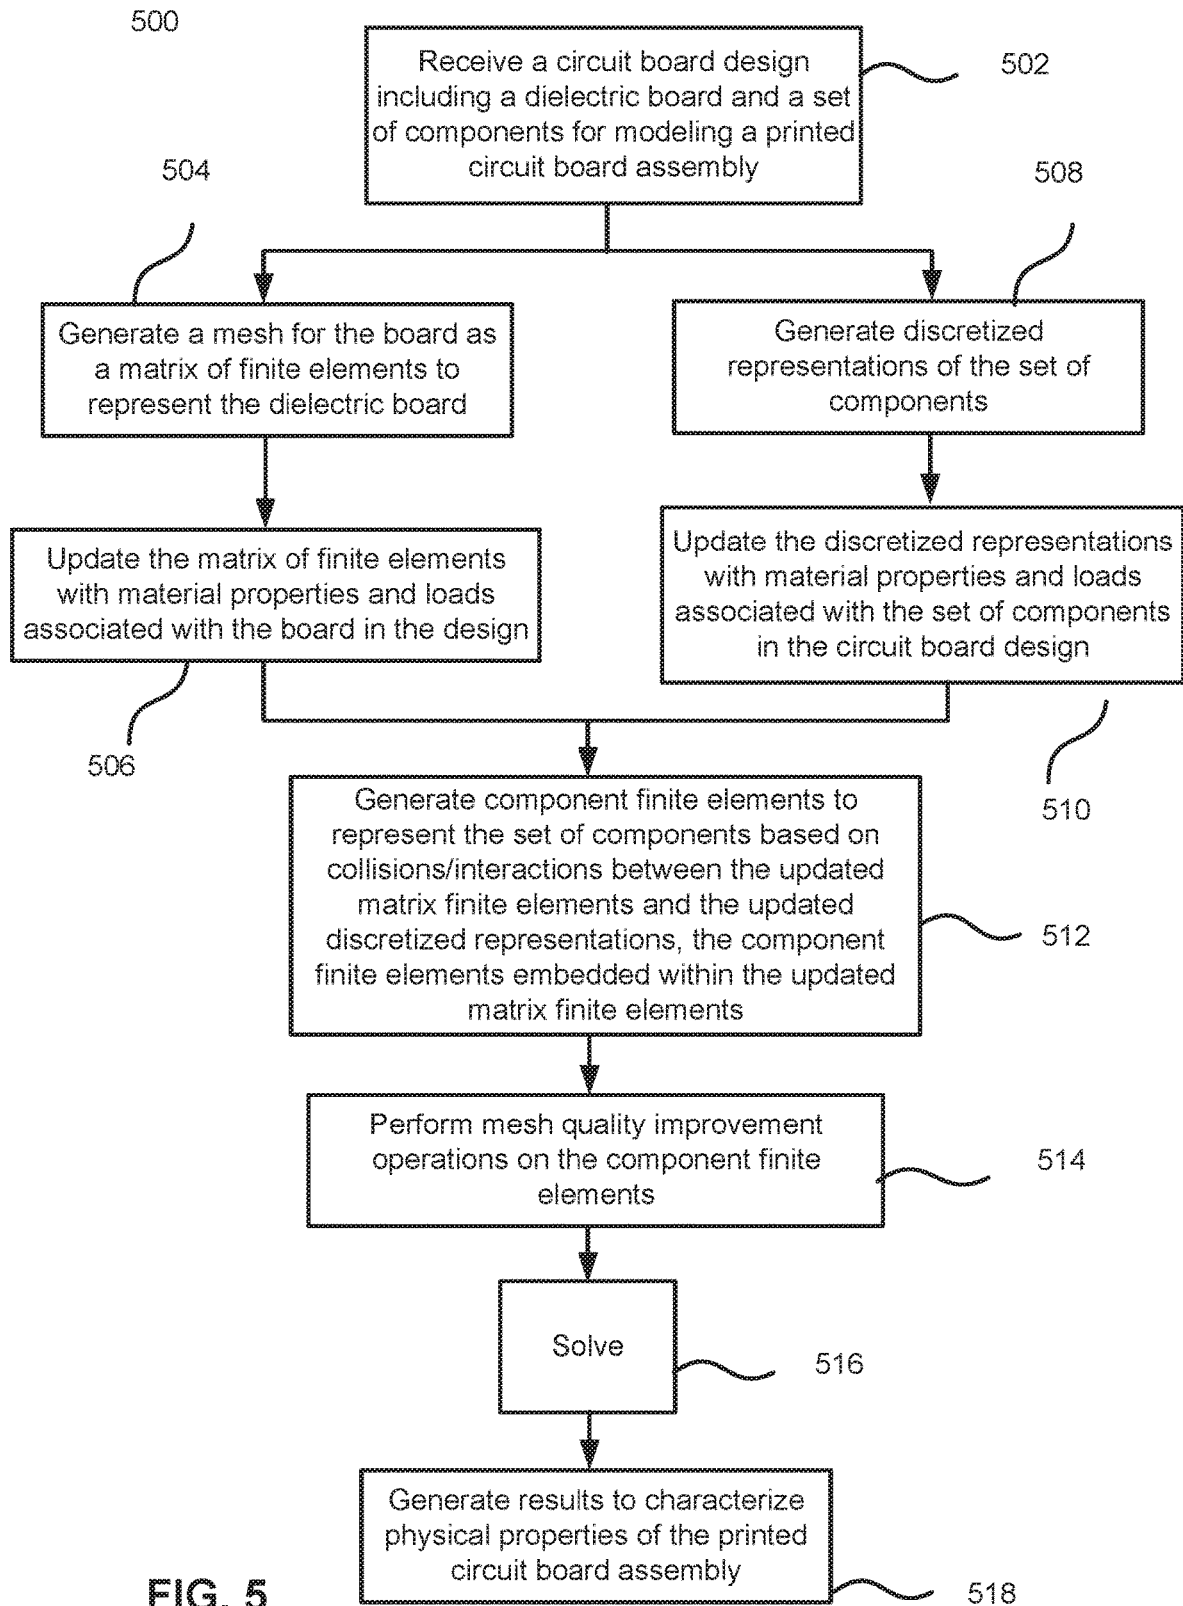 500
Receive a circuit board design
including a dielectric board and a set
of components for modeling a printed
circuit board assembly
502
504
508
Generate a mesh for the board as
a matrix of finite elements to
represent the dielectric board
Generate discretized
representations of the set of
components
Update the matrix of finite elements
with material properties and loads
associated with the board in the design
506
Update the discretized representations
with material properties and loads
associated with the set of components
in the circuit board design
510
Generate component finite elements to
represent the set of components based on
collisions/interactions between the updated
matrix finite elements and the updated
discretized representations, the component
finite elements embedded within the updated
matrix finite elements
512
Perform mesh quality improvement
operations on the component finite
elements
514
Solve
516
Generate results to characterize
physical properties of the printed
circuit board assembly
518
FIG. 5